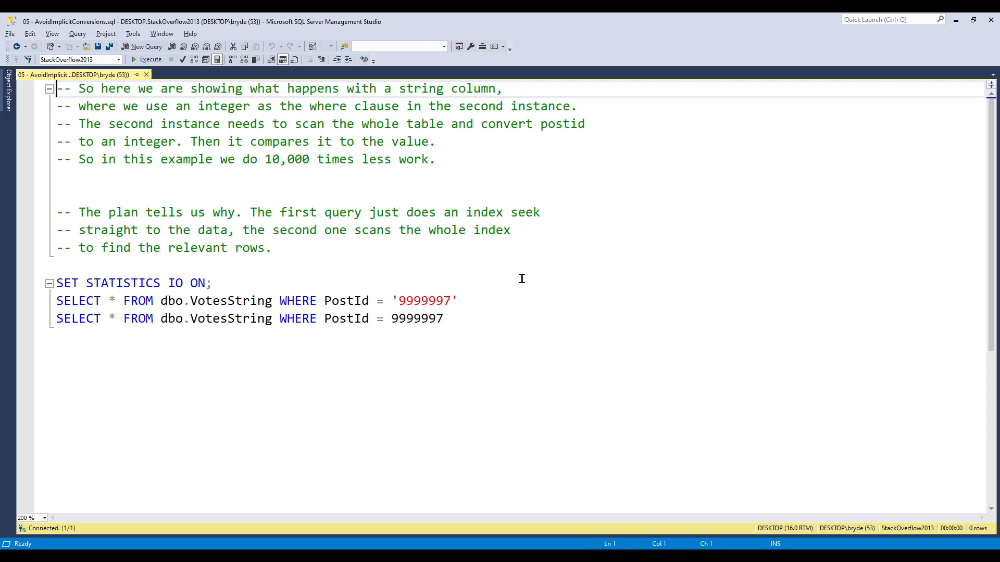 05 - AvoidImplicitConversions.sql - DESKTOP.StackOverflow2013 (DESKTOP\bryde (53)) - Microsoft SQL Server Management Studio
Quick Launch (Ctrl+Q)
File Edit View Query Project Tools Window Help
New Query
MDX DMX XMLA DAX
StackOverflow2013
Execute
05 - AvoidImplicit...DESKTOP\bryde (53))
Object Explorer
-- So here we are showing what happens with a string column,
-- where we use an integer as the where clause in the second instance.
-- The second instance needs to scan the whole table and convert postid
-- to an integer. Then it compares it to the value.
-- So in this example we do 10,000 times less work.
-- The plan tells us why. The first query just does an index seek
-- straight to the data, the second one scans the whole index
-- to find the relevant rows.
SET STATISTICS IO ON;
SELECT * FROM dbo.VotesString WHERE PostId = '9999997'
SELECT * FROM dbo.VotesString WHERE PostId = 9999997
200 %
Connected. (1/1)
DESKTOP (16.0 RTM) DESKTOP\bryde (53) StackOverflow2013 00:00:00 0 rows
Ready
Ln 1 Col 1 Ch 1 INS